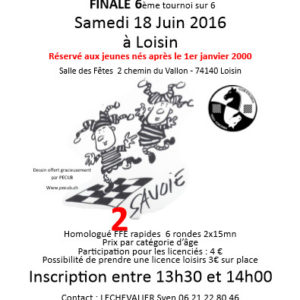 FINALE 6ème tournoi sur 6
Samedi 18 Juin 2016
à Loisin
Réservé aux jeunes nés après le 1er janvier 2000
Salle des Fêtes 2 chemin du Vallon - 74140 Loisin
Dessin offert gracieusement
par PECUB
www.pecub.ch
2 SAVOIE
Homologué FFE rapides 6 rondes 2x15mn
Prix par catégorie d'âge
Participation pour les licenciés : 4 €
Possibilité de prendre une licence loisirs 3€ sur place
Inscription entre 13h30 et 14h00
Contact : LECHEVALIER Sven 06 21 22 80 46